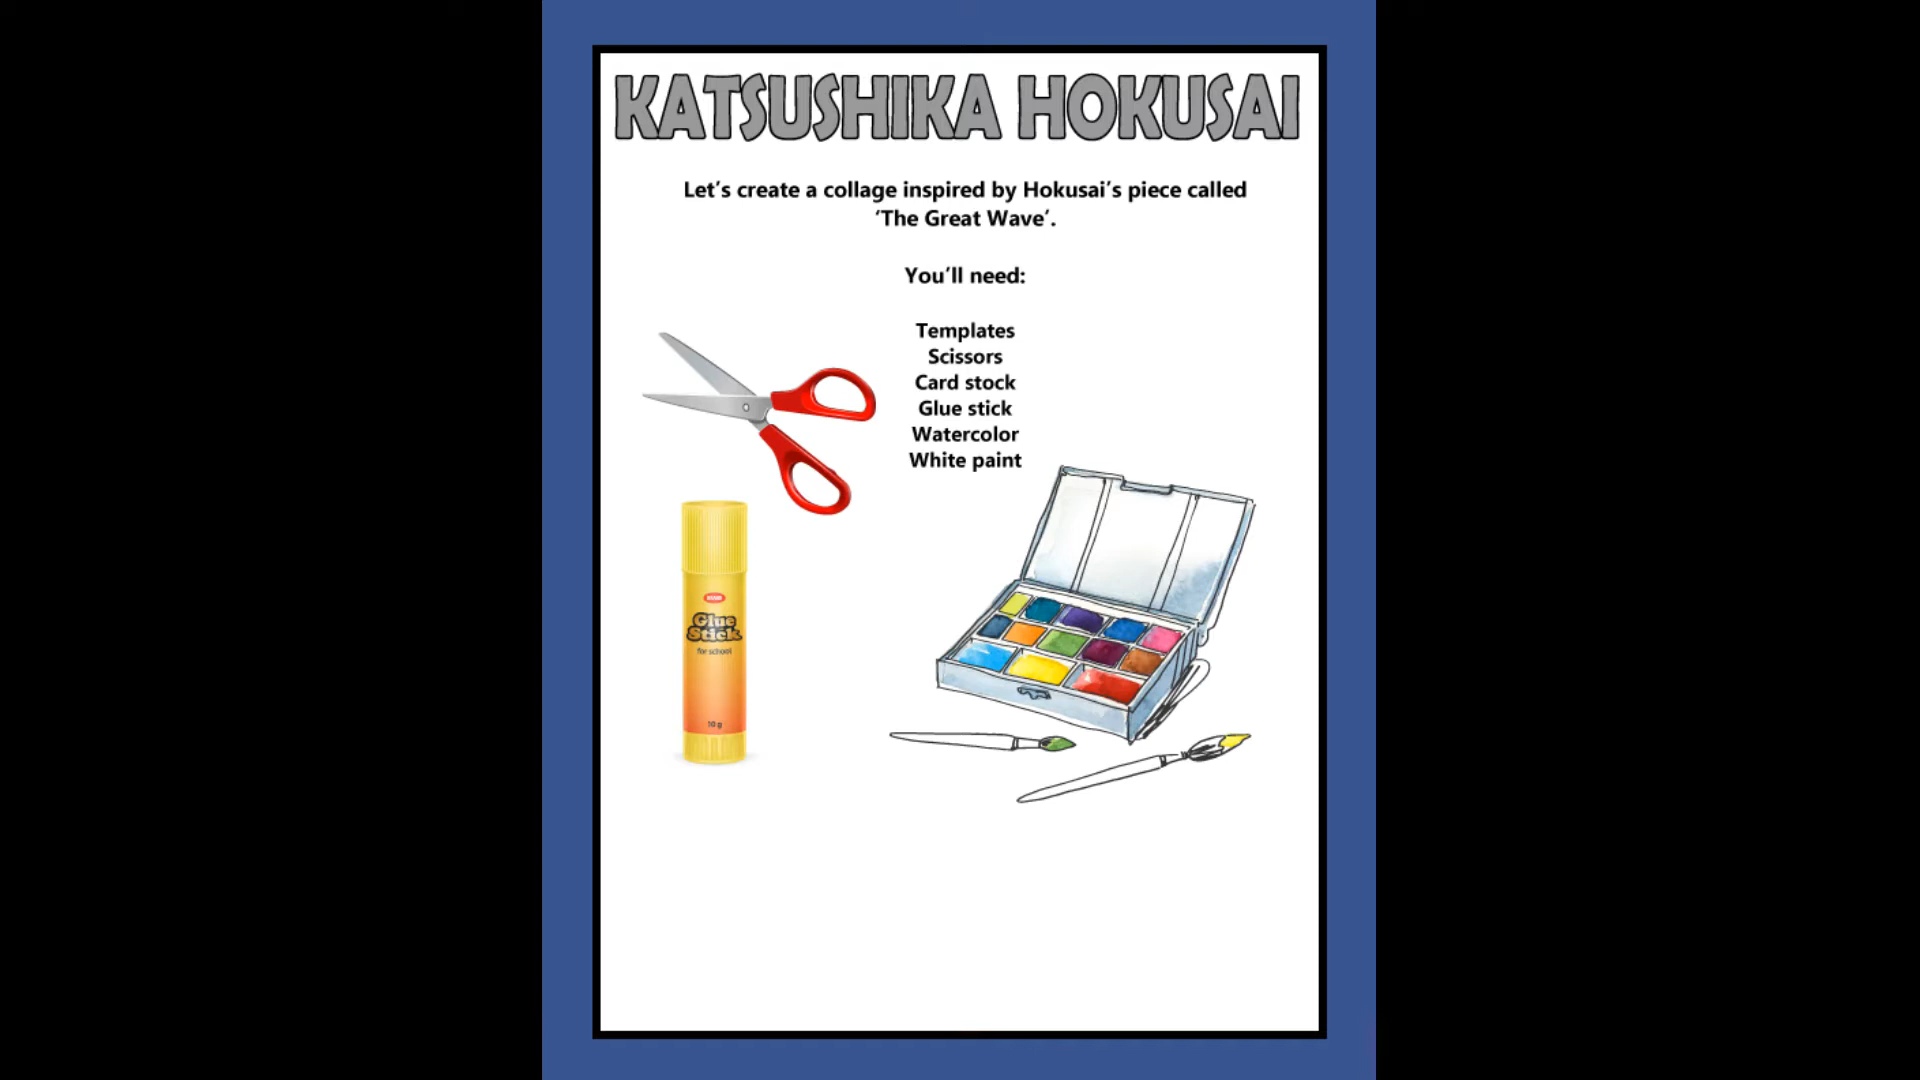 KATSUSHIKA HOKUSAI
Let's create a collage inspired by Hokusai's piece called
'The Great Wave'.
You'll need:
Templates
Scissors
Card stock
Glue stick
Watercolor
White paint
Glue
Stick
for school
10 g